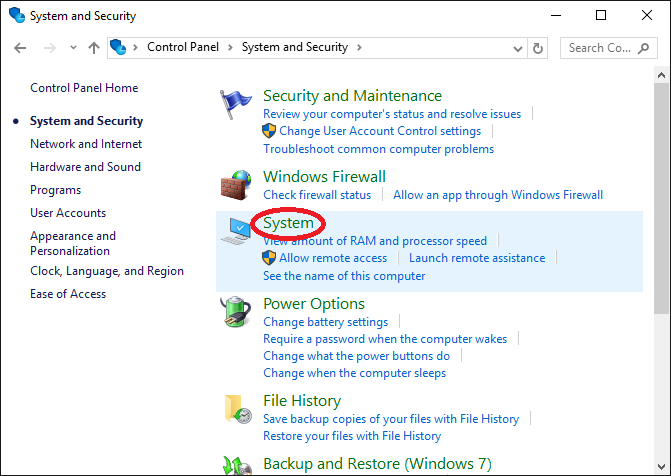 System and Security
Control Panel
System and Security
Search Co...
Control Panel Home
System and Security
Network and Internet
Hardware and Sound
Programs
User Accounts
Appearance and
Personalization
Clock, Language, and Region
Ease of Access
Security and Maintenance
Review your computer's status and resolve issues
Change User Account Control settings
Troubleshoot common computer problems
Windows Firewall
Check firewall status
Allow an app through Windows Firewall
System
View amount of RAM and processor speed
Allow remote access
Launch remote assistance
See the name of this computer
Power Options
Change battery settings
Require a password when the computer wakes
Change what the power buttons do
Change when the computer sleeps
File History
Save backup copies of your files with File History
Restore your files with File History
Backup and Restore (Windows 7)